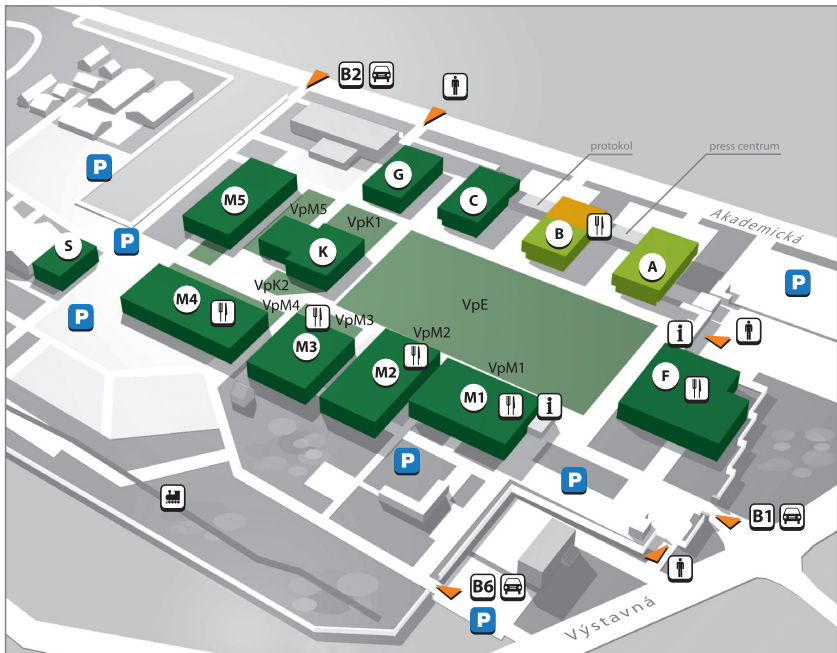 B2
protokol
press centrum
P
G
M5
C
VpM5
VpK1
Akademická
B
S
P
K
A
P
VpK2
M4
VpM4
VpE
P
VpM3
i
M3
VpM2
M2
VpM1
F
M1
i
P
P
B1
B6
P
Výstavná